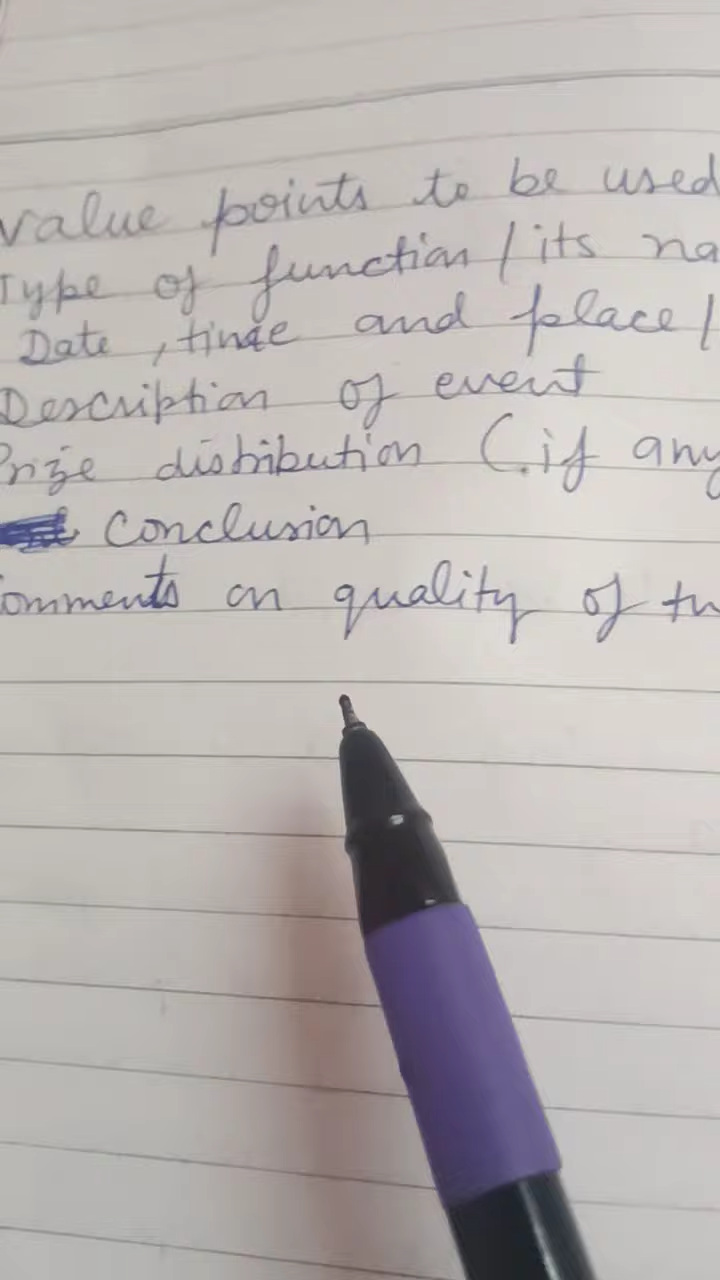 value points to be used
Type of function / its na
Date, time and place /
Description of event
Prize distribution (if any
Conclusion
omments on quality of